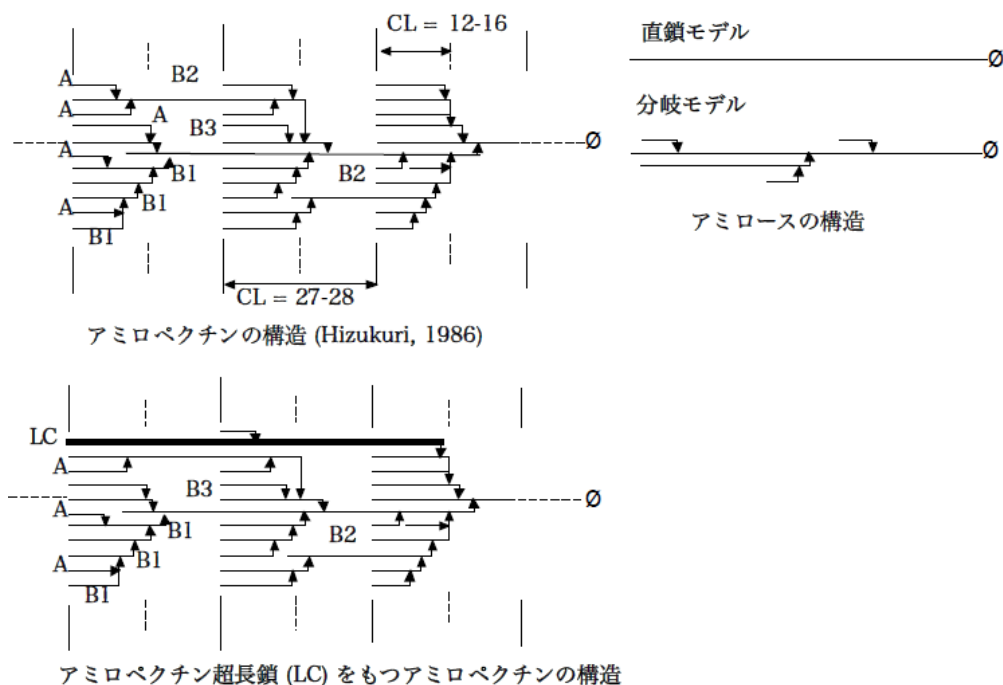 CL = 12-16
A
B2
A
A
B3
A
B1
B2
B1
A
B1
Ø
CL = 27-28
アミロペクチンの構造 (Hizukuri, 1986)
直鎖モデル
Ø
分岐モデル
Ø
アミロースの構造
LC
A
B3
A
B1
B2
B1
A
B1
Ø
アミロペクチン超長鎖 (LC) をもつアミロペクチンの構造